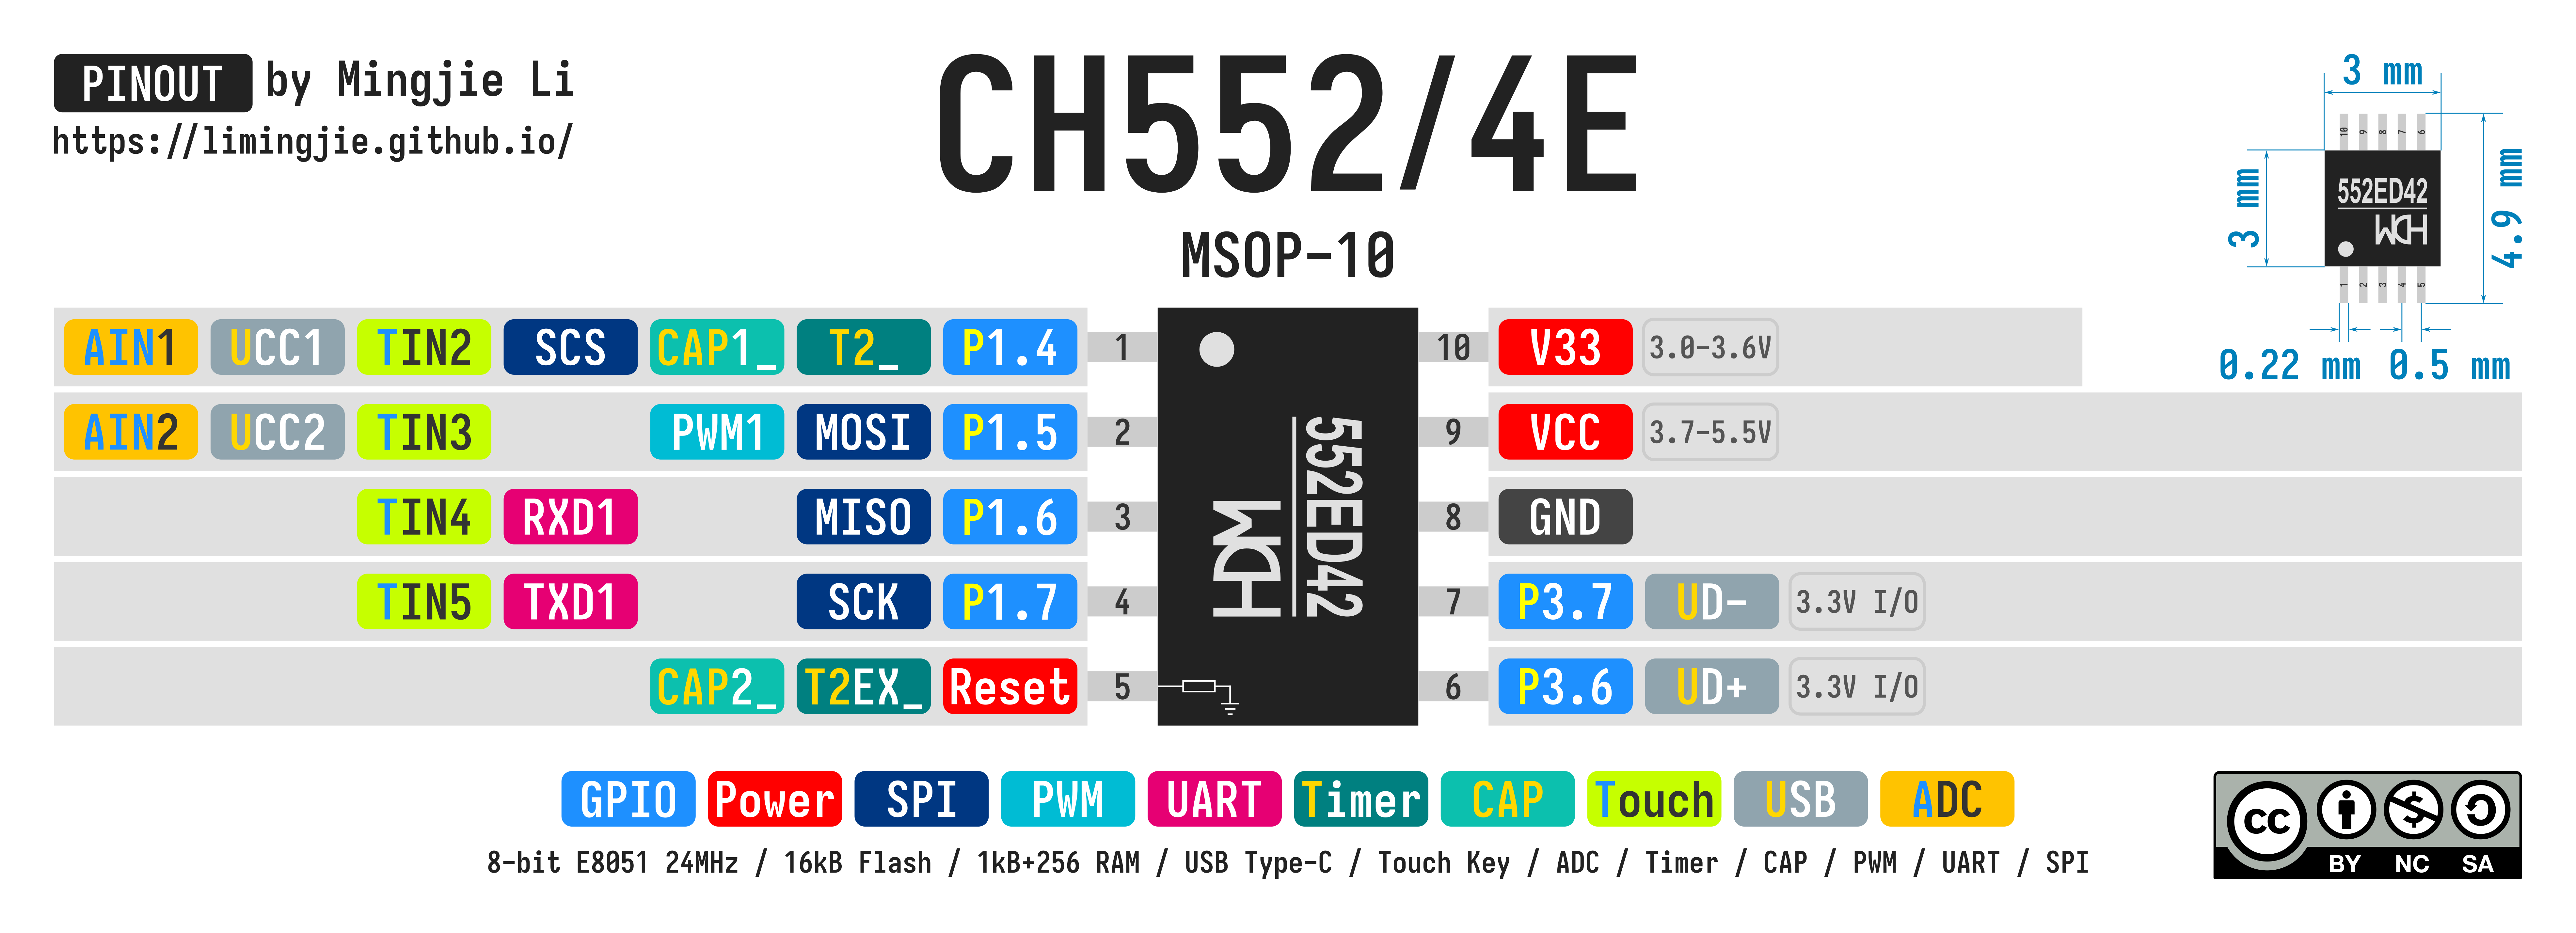 PINOUT by Mingjie Li
https://limingjie.github.io/
CH552/4E
MSOP-10
3 mm
10 9 8 7 6
3 mm
552ED42
4.9 mm
1 2 3 4 5
0.22 mm 0.5 mm
AIN1 UCC1 TIN2 SCS CAP1_ T2_ P1.4 1 10 V33 3.0-3.6V
AIN2 UCC2 TIN3 PWM1 MOSI P1.5 2 9 VCC 3.7-5.5V
552ED42
TIN4 RXD1 MISO P1.6 3 8 GND
TIN5 TXD1 SCK P1.7 4 7 P3.7 UD- 3.3V I/O
CAP2_ T2EX_ Reset 5 6 P3.6 UD+ 3.3V I/O
GPIO Power SPI PWM UART Timer CAP Touch USB ADC
8-bit E8051 24MHz / 16kB Flash / 1kB+256 RAM / USB Type-C / Touch Key / ADC / Timer / CAP / PWM / UART / SPI
cc
BY NC SA